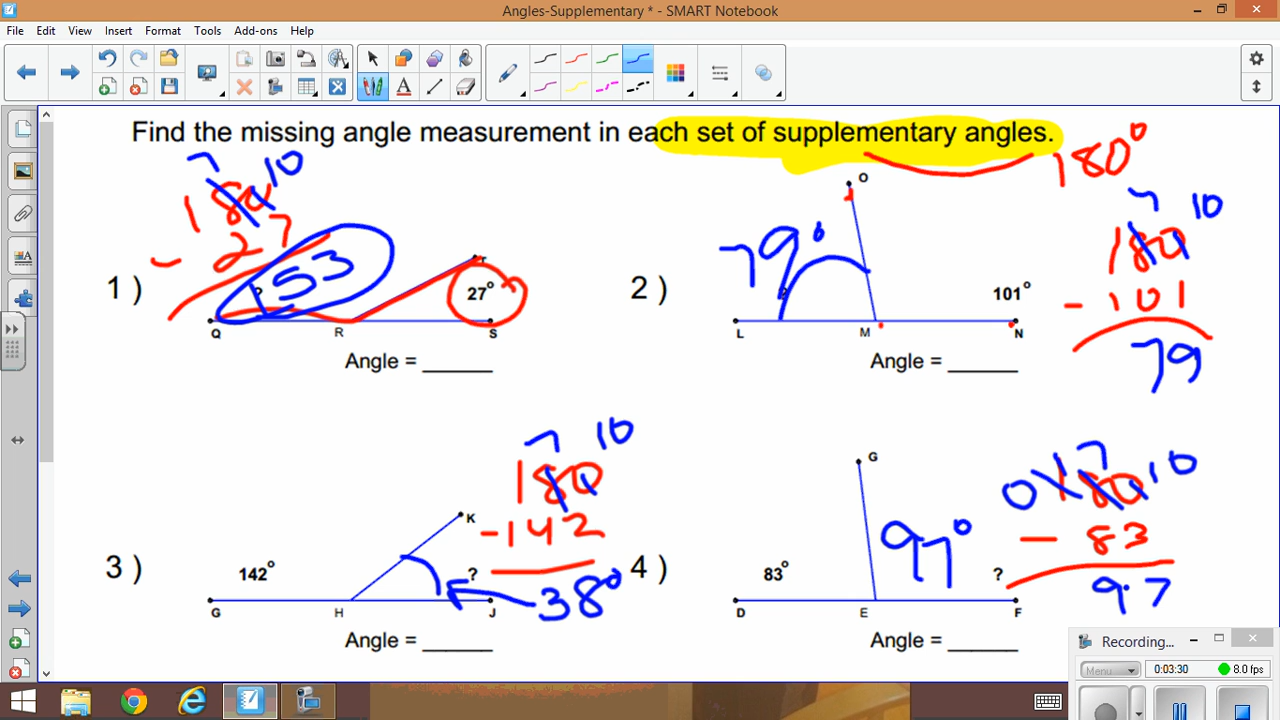 Angles-Supplementary * - SMART Notebook
File Edit View Insert Format Tools Add-ons Help
Find the missing angle measurement in each set of supplementary angles.
180°
7 10
180
- 27
153
1 )
?
27°
Q R S
Angle = ______
7 10
180
- 101
79
2 )
O
79°
101°
L M N
Angle = ______
7 10
180
-142
38°
3 )
K
142°
?
G H J
Angle = ______
0 17 10
180
- 83
97
4 )
G
83°
97°
?
D E F
Angle = ______
Recording...
Menu
0:03:30
8.0 fps